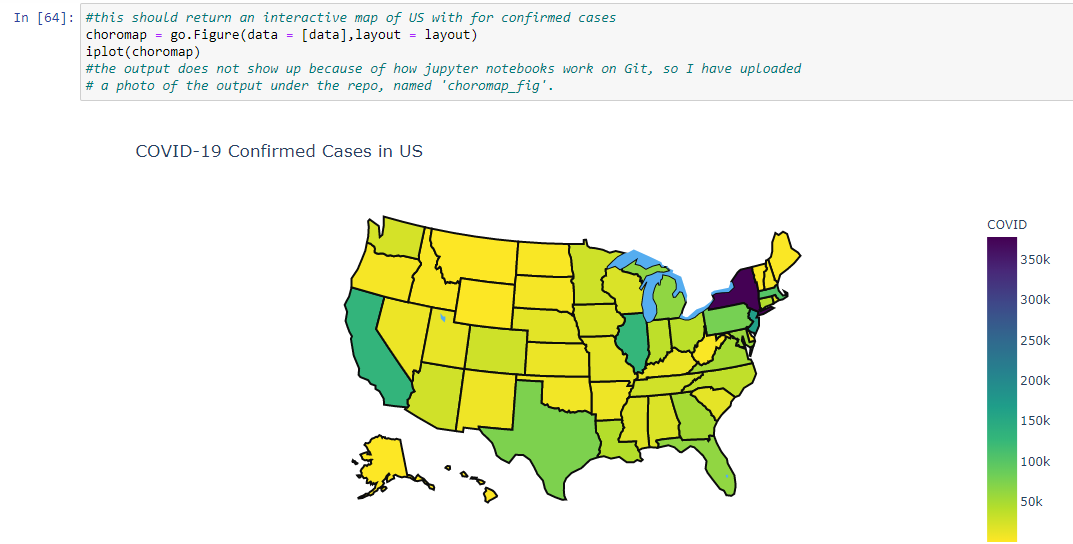 In [64]: #this should return an interactive map of US with for confirmed cases
choromap = go.Figure(data = [data],layout = layout)
iplot(choromap)
#the output does not show up because of how jupyter notebooks work on Git, so I have uploaded
# a photo of the output under the repo, named 'choromap_fig'.
COVID-19 Confirmed Cases in US
COVID
350k
300k
250k
200k
150k
100k
50k